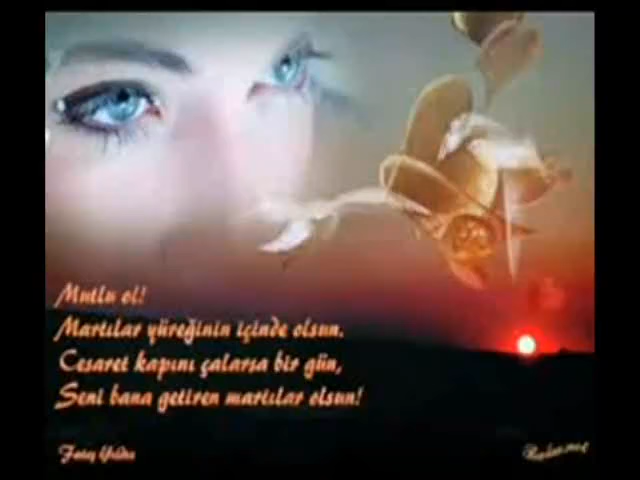 Mutlu ol!
Martılar yüreğinin içinde olsun.
Cesaret kapını çalarsa bir gün,
Seni bana getiren martılar olsun!